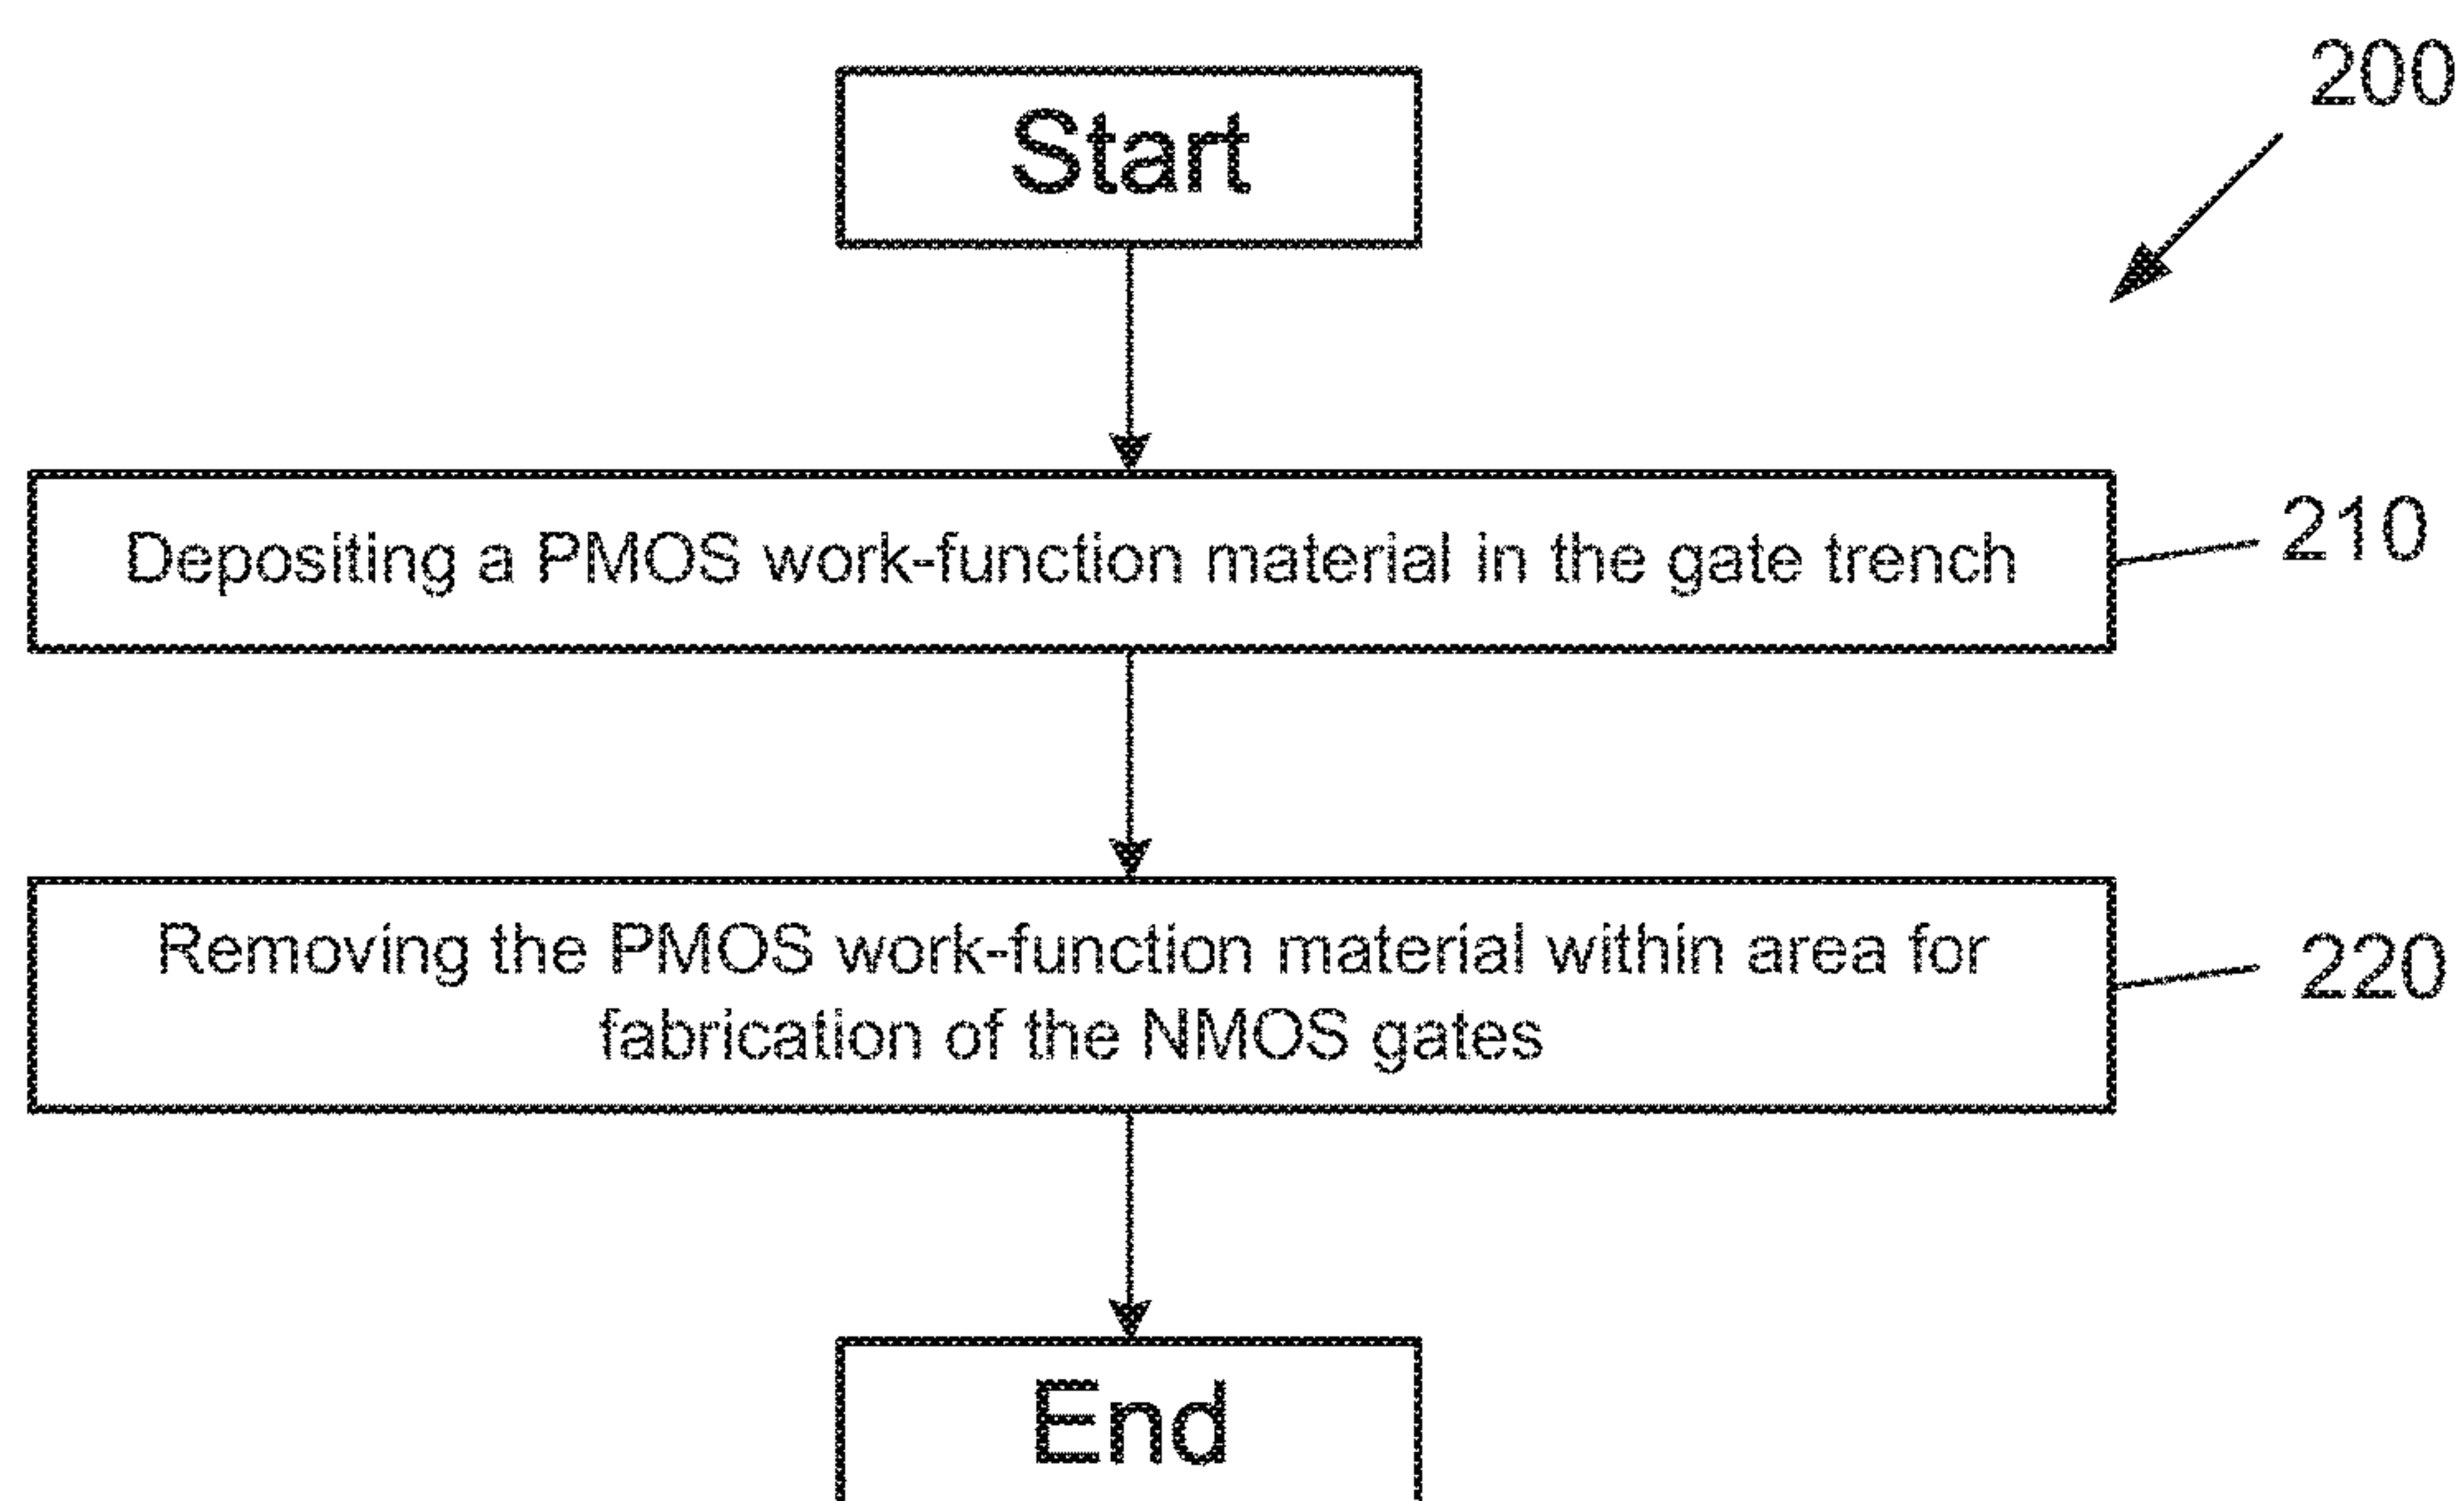 200
Start
Depositing a PMOS work-function material in the gate trench
210
Removing the PMOS work-function material within area for
fabrication of the NMOS gates
220
End